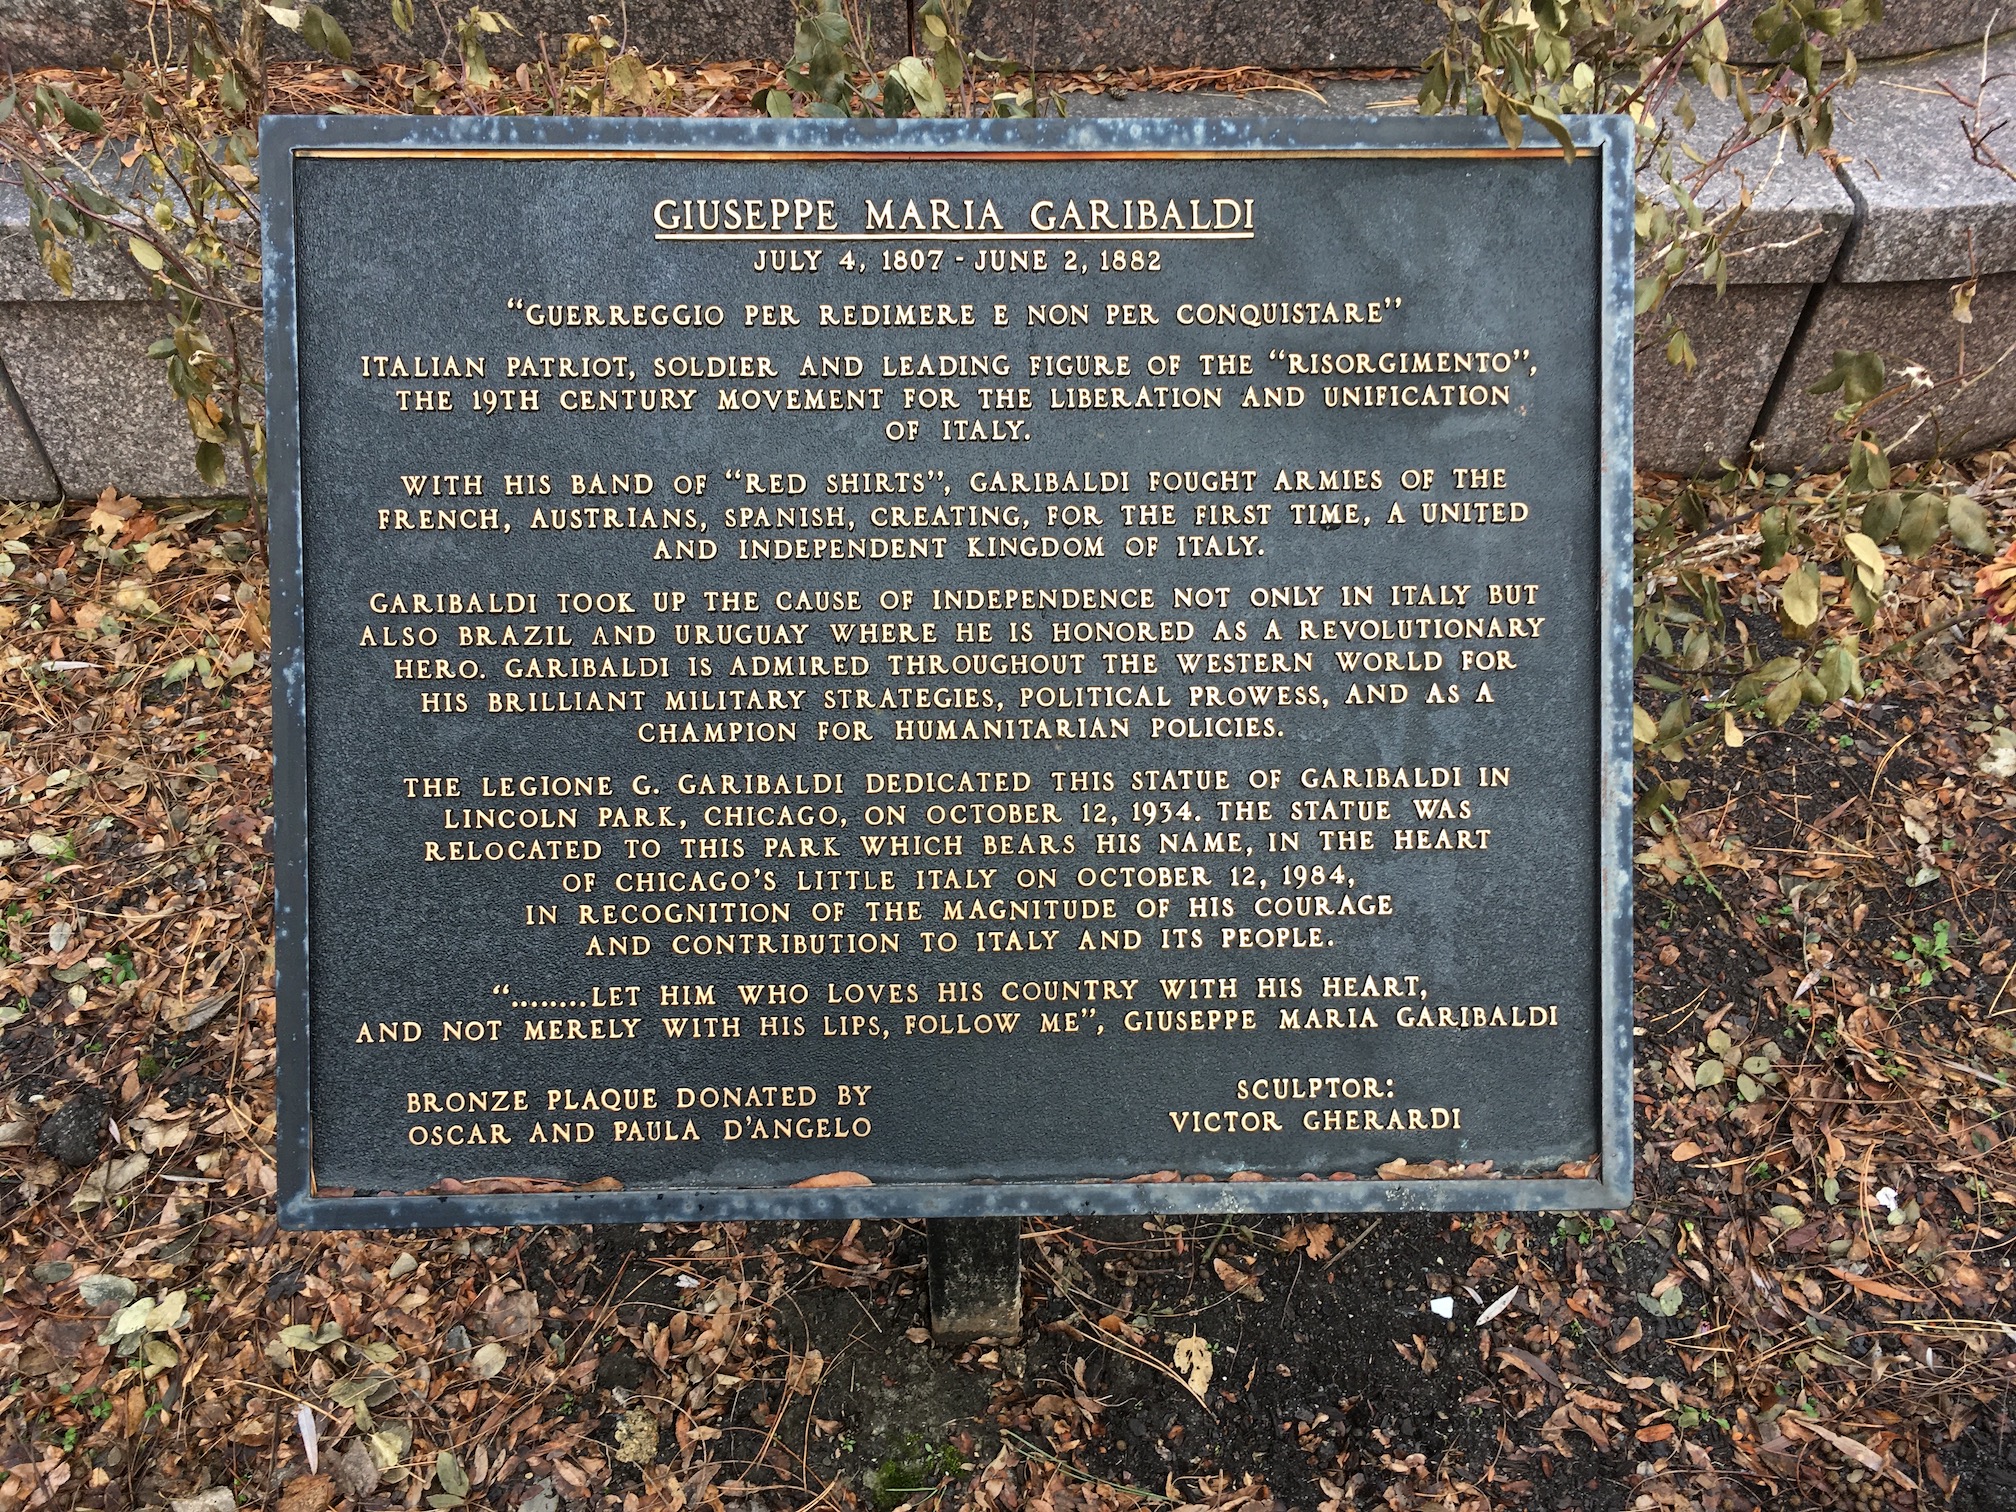 GIUSEPPE MARIA GARIBALDI
JULY 4, 1807 - JUNE 2, 1882
"GUERREGGIO PER REDIMERE E NON PER CONQUISTARE"
ITALIAN PATRIOT, SOLDIER AND LEADING FIGURE OF THE "RISORGIMENTO",
THE 19TH CENTURY MOVEMENT FOR THE LIBERATION AND UNIFICATION
OF ITALY.
WITH HIS BAND OF "RED SHIRTS", GARIBALDI FOUGHT ARMIES OF THE
FRENCH, AUSTRIANS, SPANISH, CREATING, FOR THE FIRST TIME, A UNITED
AND INDEPENDENT KINGDOM OF ITALY.
GARIBALDI TOOK UP THE CAUSE OF INDEPENDENCE NOT ONLY IN ITALY BUT
ALSO BRAZIL AND URUGUAY WHERE HE IS HONORED AS A REVOLUTIONARY
HERO. GARIBALDI IS ADMIRED THROUGHOUT THE WESTERN WORLD FOR
HIS BRILLIANT MILITARY STRATEGIES, POLITICAL PROWESS, AND AS A
CHAMPION FOR HUMANITARIAN POLICIES.
THE LEGIONE G. GARIBALDI DEDICATED THIS STATUE OF GARIBALDI IN
LINCOLN PARK, CHICAGO, ON OCTOBER 12, 1934. THE STATUE WAS
RELOCATED TO THIS PARK WHICH BEARS HIS NAME, IN THE HEART
OF CHICAGO'S LITTLE ITALY ON OCTOBER 12, 1984,
IN RECOGNITION OF THE MAGNITUDE OF HIS COURAGE
AND CONTRIBUTION TO ITALY AND ITS PEOPLE.
"........LET HIM WHO LOVES HIS COUNTRY WITH HIS HEART,
AND NOT MERELY WITH HIS LIPS, FOLLOW ME", GIUSEPPE MARIA GARIBALDI
BRONZE PLAQUE DONATED BY
OSCAR AND PAULA D'ANGELO
SCULPTOR:
VICTOR GHERARDI